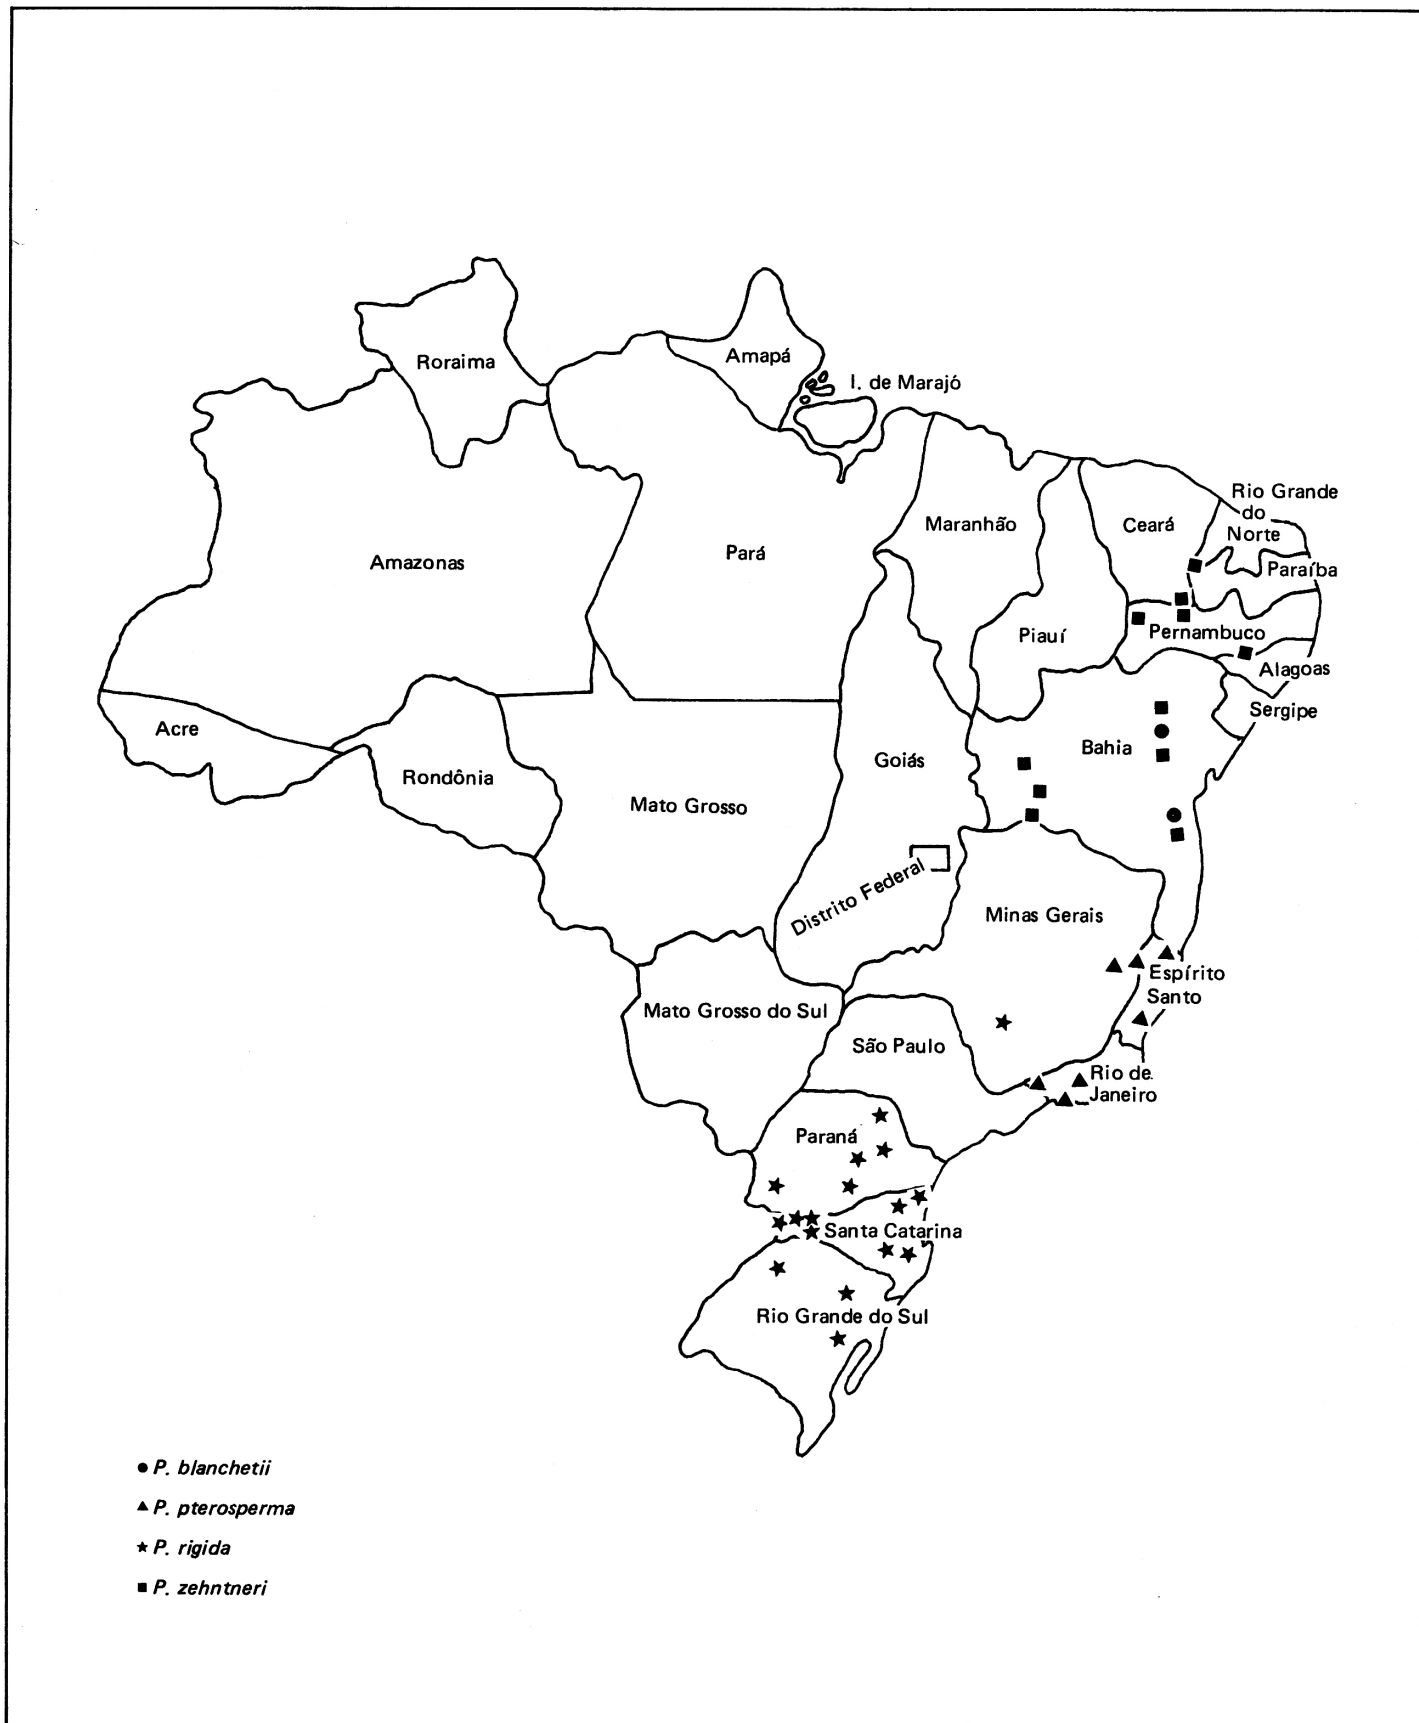 Roraima
Amapá
I. de Marajó
Rio Grande
do
Norte
Maranhão
Ceará
Pará
Amazonas
Paraíba
Piauí
Pernambuco
Alagoas
Sergipe
Acre
Bahia
Goiás
Rondônia
Mato Grosso
Distrito Federal
Minas Gerais
Espírito
Santo
Mato Grosso do Sul
São Paulo
Rio de
Janeiro
Paraná
Santa Catarina
Rio Grande do Sul
P. blanchetii
P. pterosperma
P. rigida
P. zehntneri